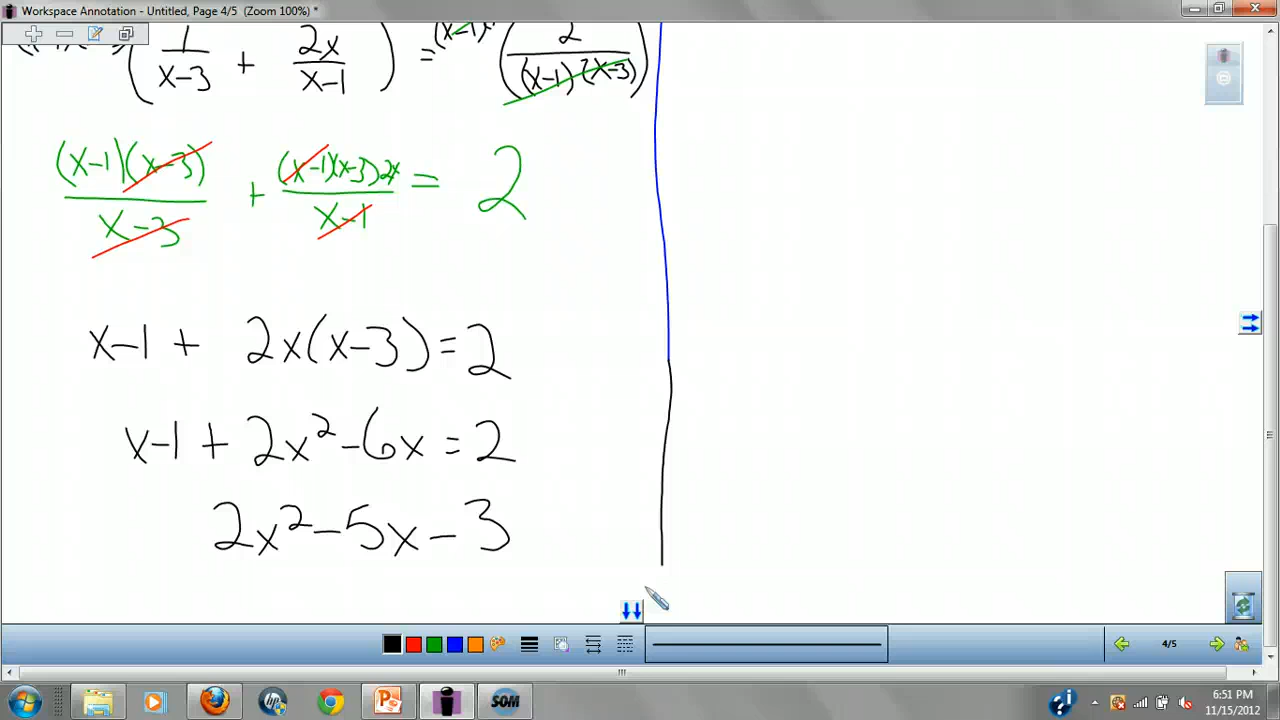 Workspace Annotation - Untitled, Page 4/5 (Zoom 100%) *
( 1/(x-3) + 2x/(x-1) ) = ( 2/((x-1)(x-3)) )
(x-1)(x-3)/(x-3) + (x-1)(x-3)2x/(x-1) = 2
x-1 + 2x(x-3) = 2
x-1 + 2x² - 6x = 2
2x² - 5x - 3
4/5
SOM
6:51 PM
11/15/2012